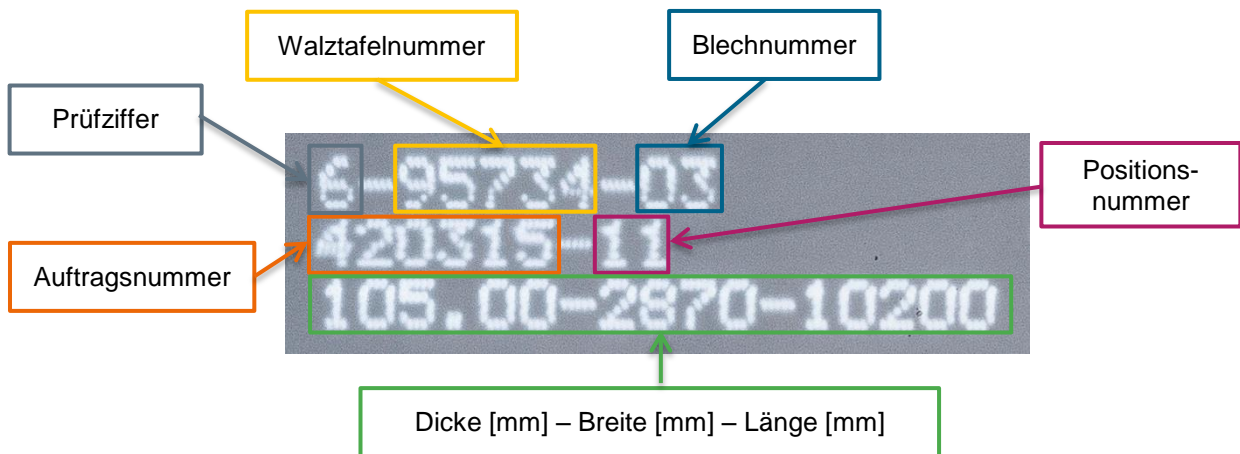 Walztafelnummer
Blechnummer
Prüfziffer
6-95734-03
Positions-
nummer
420315-11
Auftragsnummer
105.00-2870-10200
Dicke [mm] – Breite [mm] – Länge [mm]